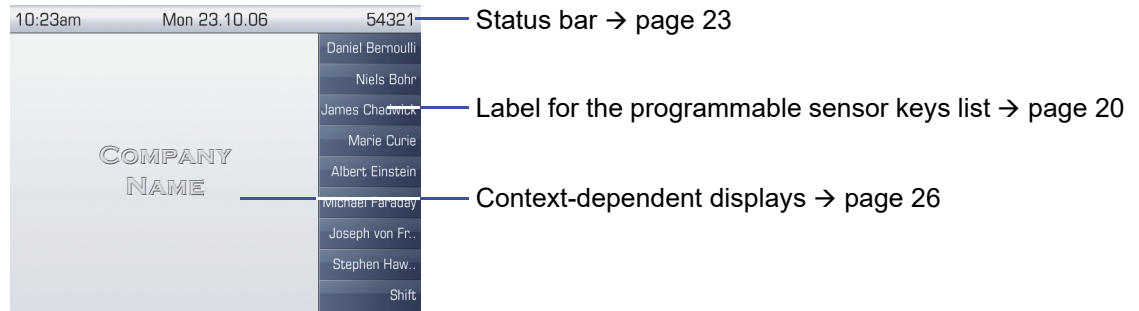 10:23am Mon 23.10.06 54321
Status bar → page 23
Daniel Bernoulli
Niels Bohr
James Chadwick
Label for the programmable sensor keys list → page 20
Marie Curie
COMPANY
NAME
Albert Einstein
Michael Faraday
Context-dependent displays → page 26
Joseph von Fr..
Stephen Haw..
Shift